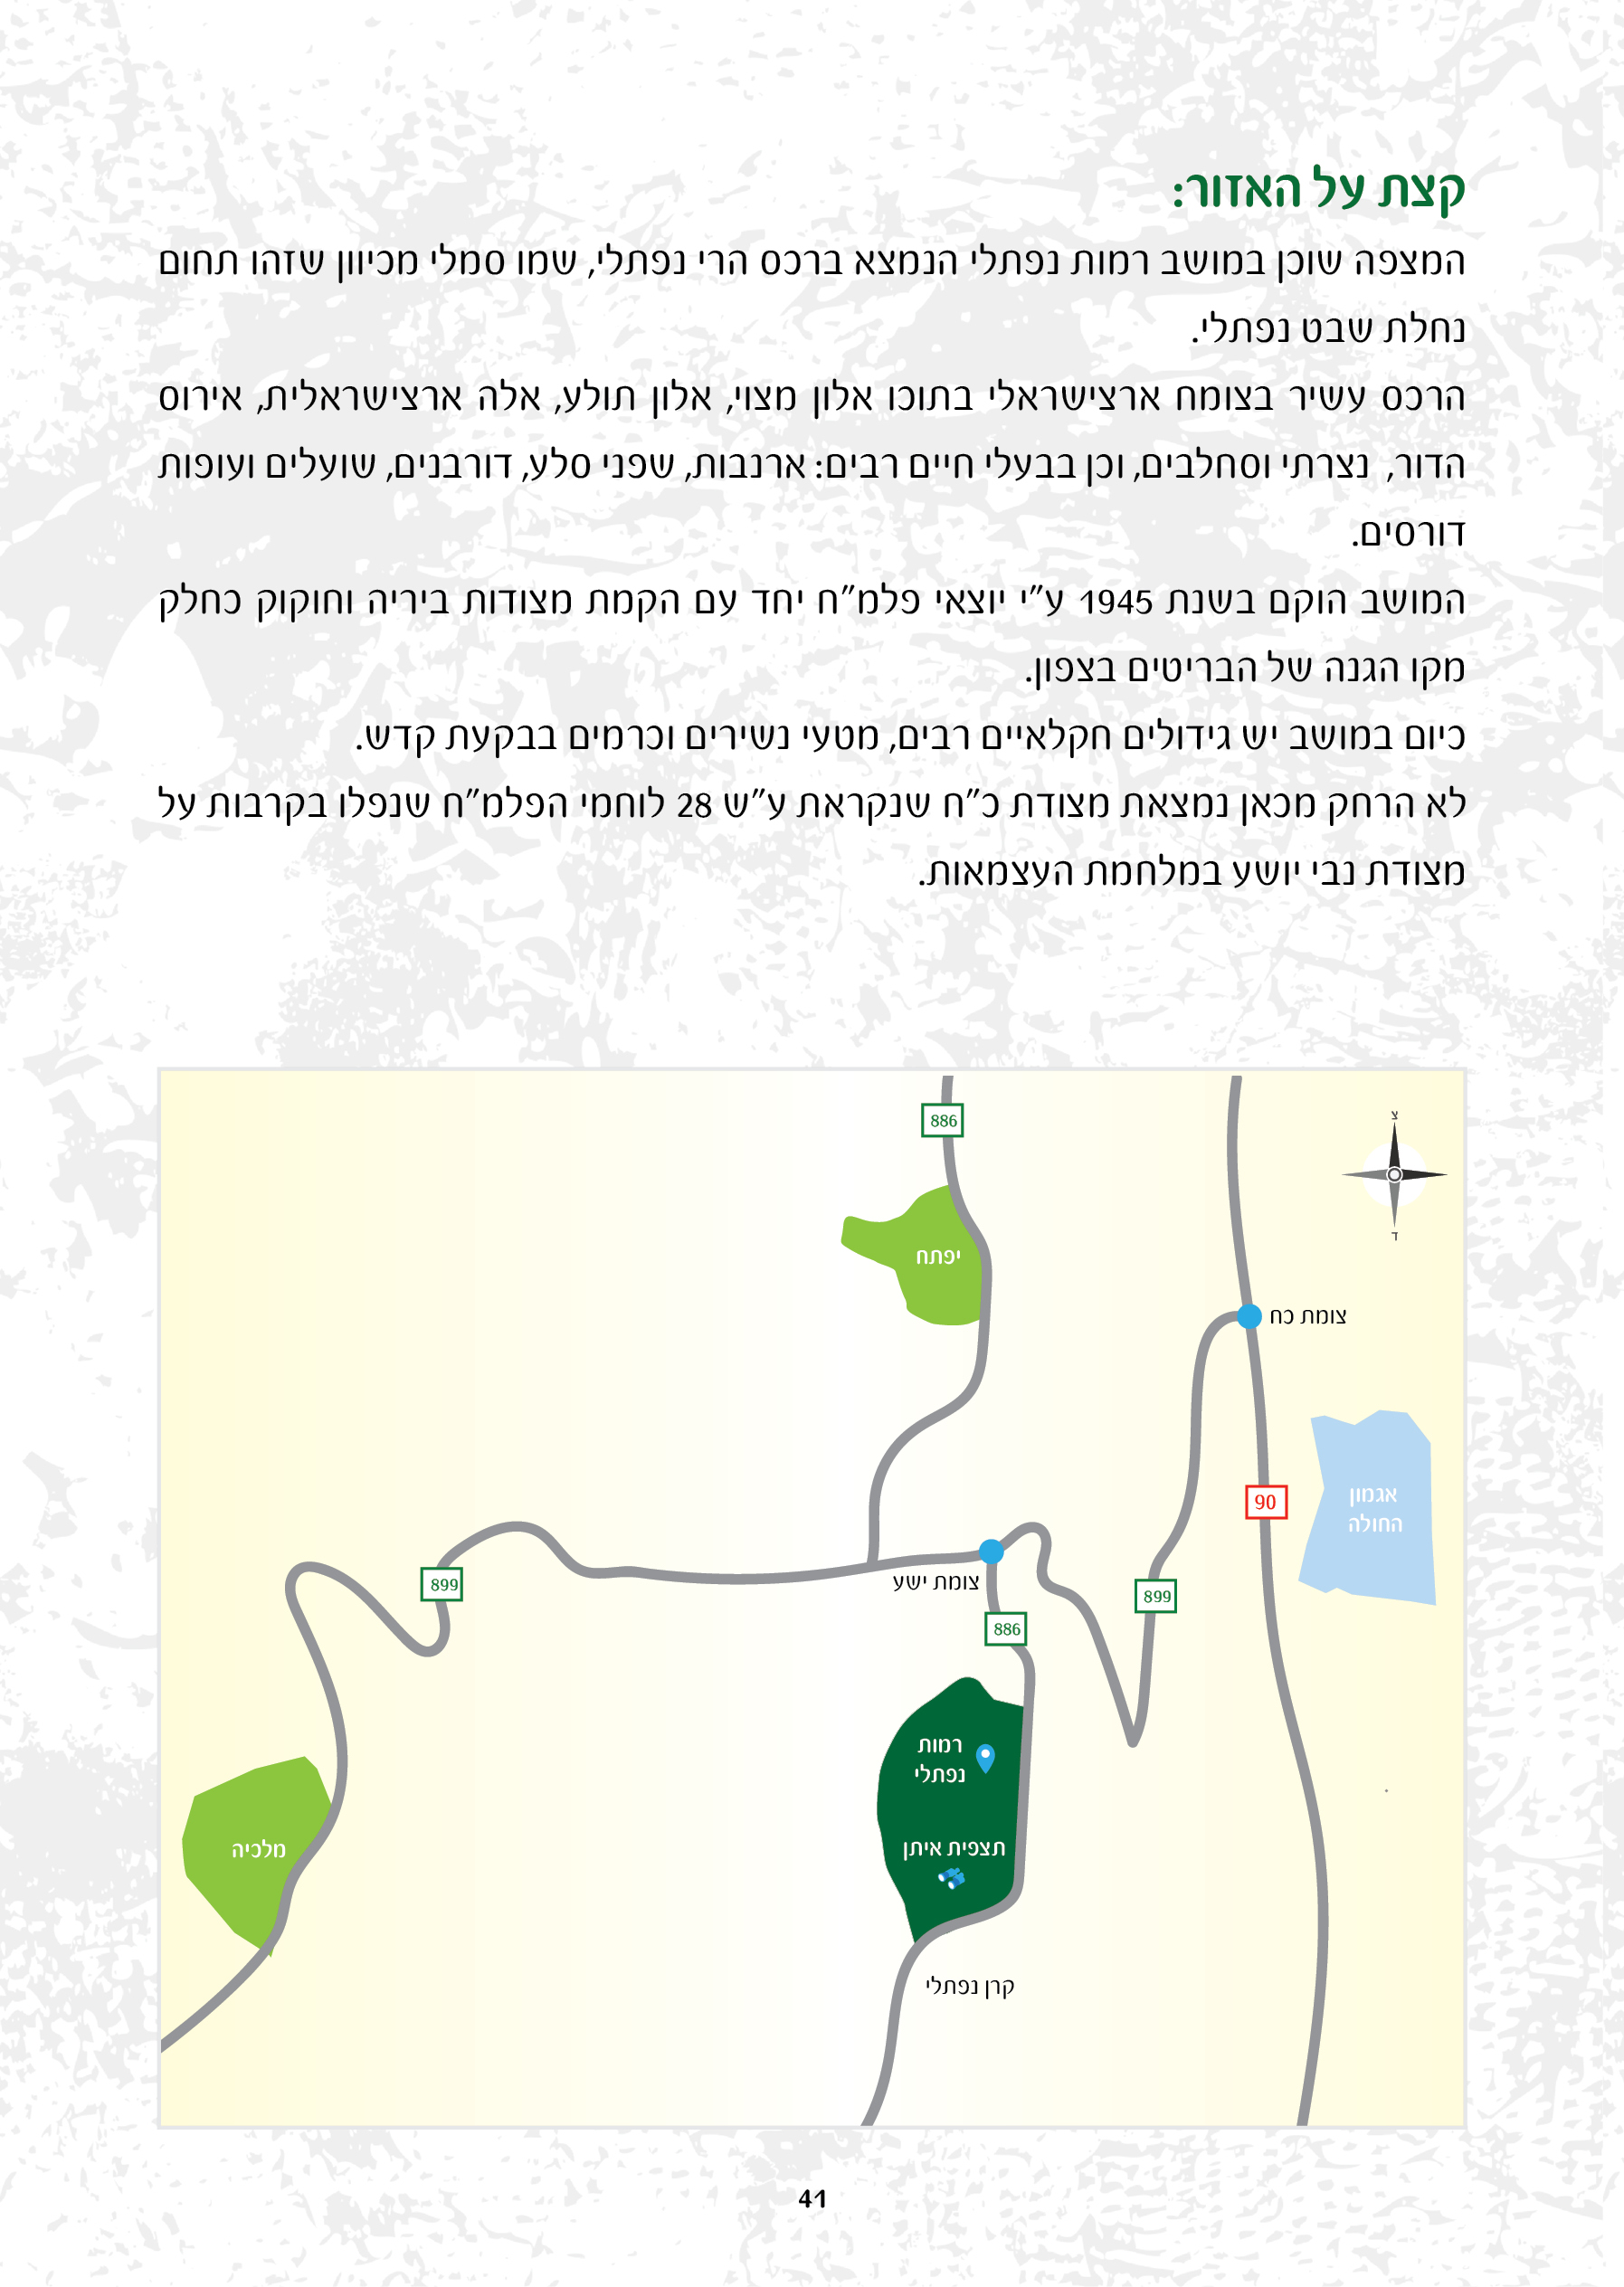 קצת על האזור:
המצפה שוכן במושב רמות נפתלי הנמצא ברכס הרי נפתלי, שמו סמלי מכיוון שזהו תחום
נחלת שבט נפתלי.
הרכס עשיר בצומח ארצישראלי בתוכו אלון מצוי, אלון תולע, אלה ארצישראלית, אירוס
הדור, נצרתי וסחלבים, וכן בבעלי חיים רבים: ארנבות, שפני סלע, דורבנים, שועלים ועופות
דורסים.
המושב הוקם בשנת 1945 ע"י יוצאי פלמ"ח יחד עם הקמת מצודות ביריה וחוקוק כחלק
מקו הגנה של הבריטים בצפון.
כיום במושב יש גידולים חקלאיים רבים, מטעי נשירים וכרמים בבקעת קדש.
לא הרחק מכאן נמצאת מצודת כ"ח שנקראת ע"ש 28 לוחמי הפלמ"ח שנפלו בקרבות על
מצודת נבי יושע במלחמת העצמאות.
צ
886
ד
יפתח
צומת כח
אגמון
החולה
90
צומת ישע
899
899
886
רמות
נפתלי
תצפית איתן
מלכיה
קרן נפתלי
41